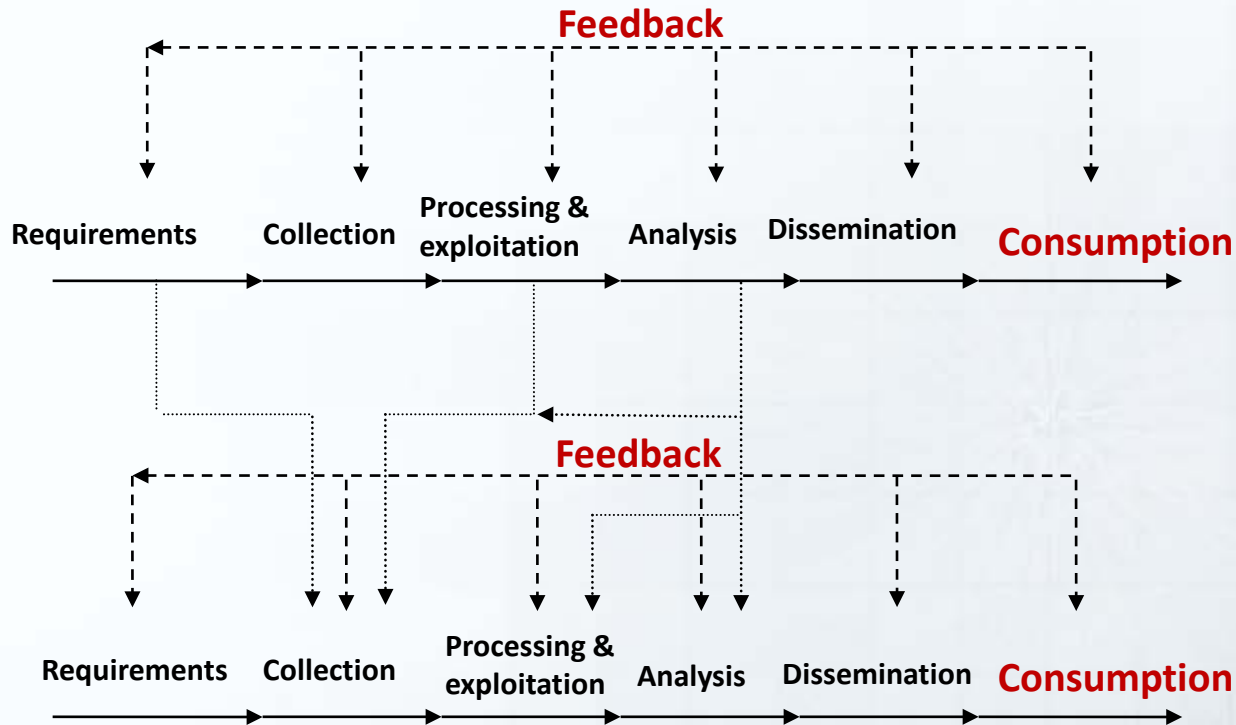 Feedback
Requirements
Collection
Processing &
exploitation
Analysis
Dissemination
Consumption
Feedback
Requirements
Collection
Processing &
exploitation
Analysis
Dissemination
Consumption